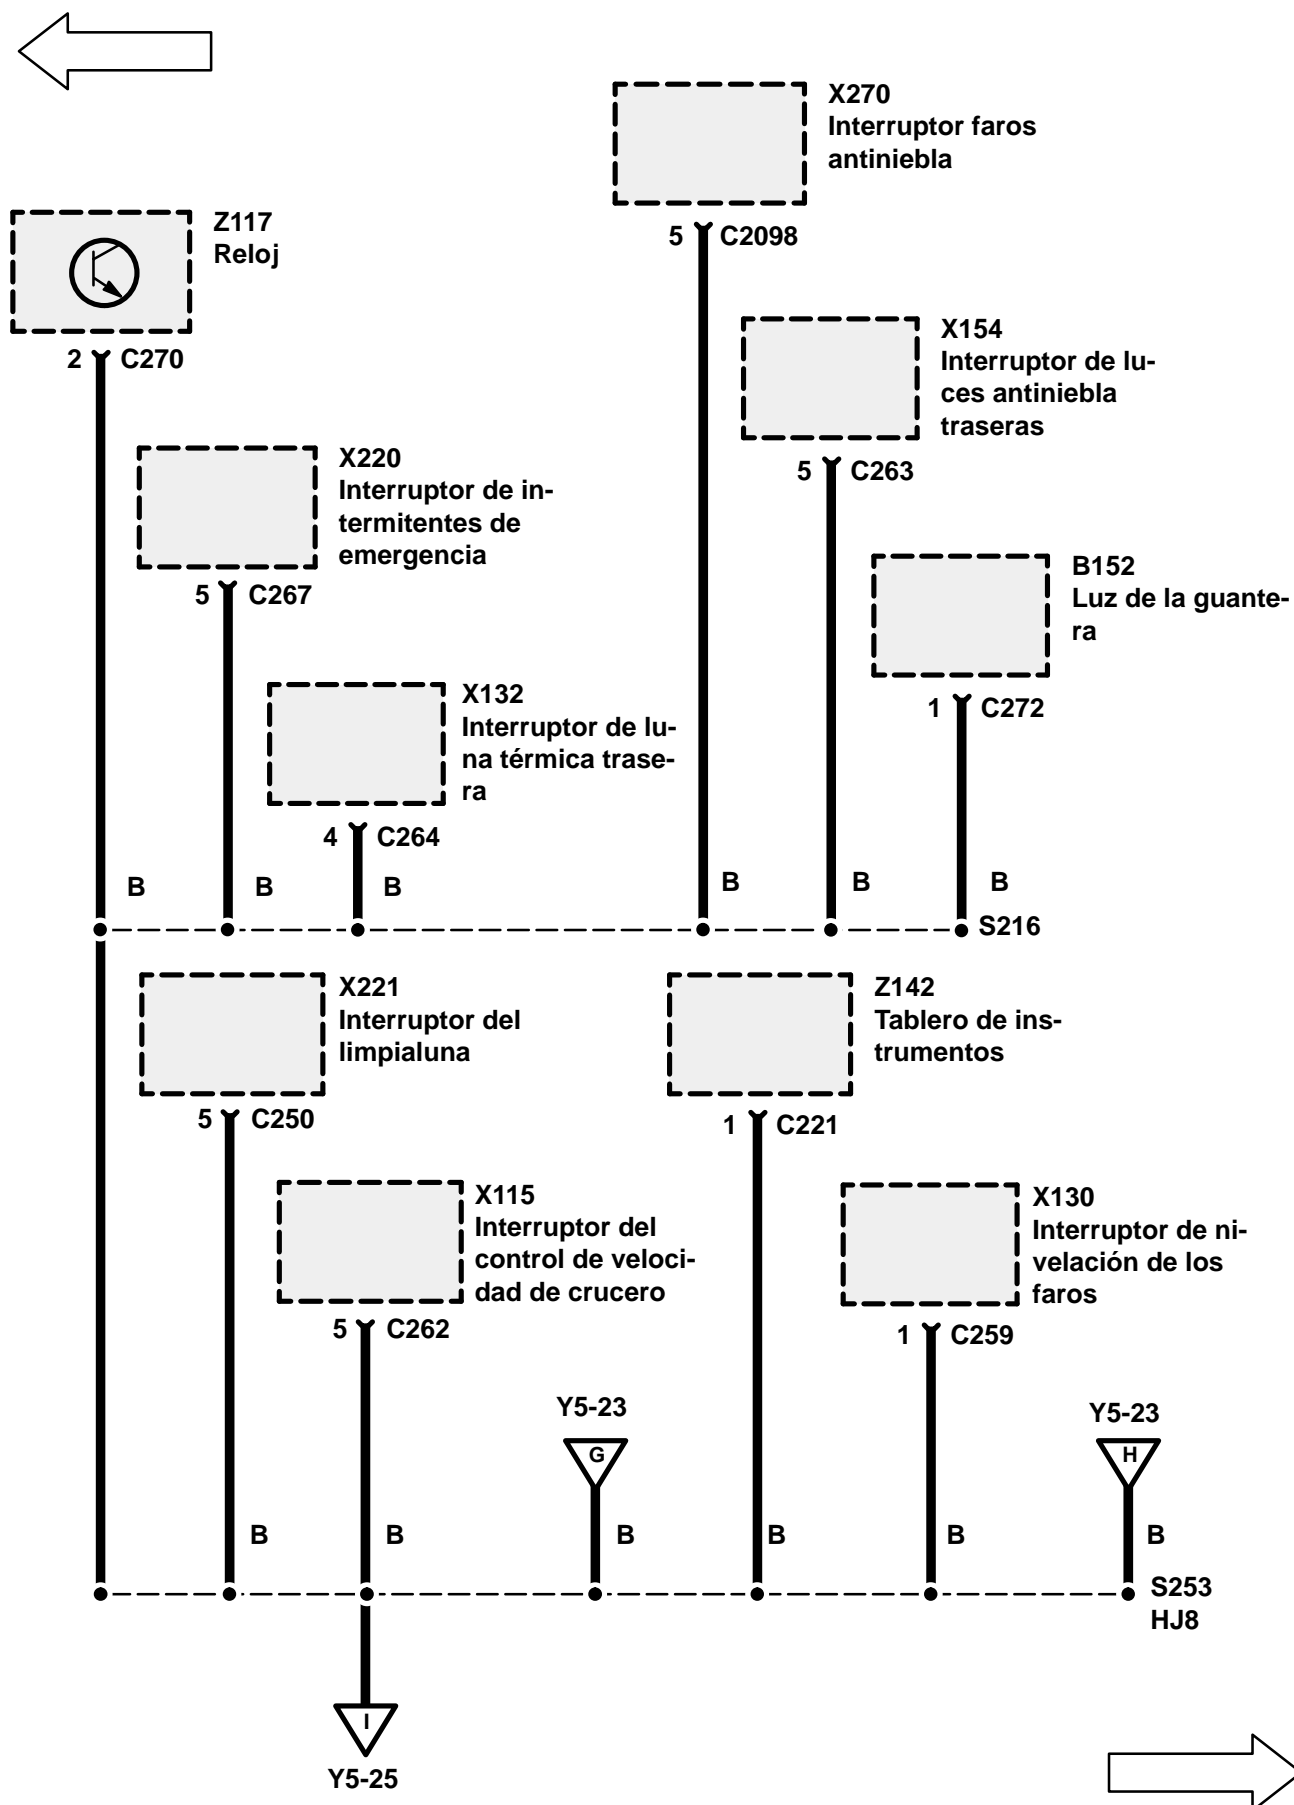 X270
Interruptor faros
antiniebla
5 C2098
Z117
Reloj
2 C270
X154
Interruptor de lu-
ces antiniebla
traseras
5 C263
X220
Interruptor de in-
termitentes de
emergencia
5 C267
B152
Luz de la guante-
ra
1 C272
X132
Interruptor de lu-
na térmica trase-
ra
4 C264
B B B B B B
S216
X221
Interruptor del
limpialuna
5 C250
Z142
Tablero de ins-
trumentos
1 C221
X115
Interruptor del
control de veloci-
dad de crucero
5 C262
X130
Interruptor de ni-
velación de los
faros
1 C259
Y5-23
G
Y5-23
H
B B B B B B
S253
HJ8
I
Y5-25